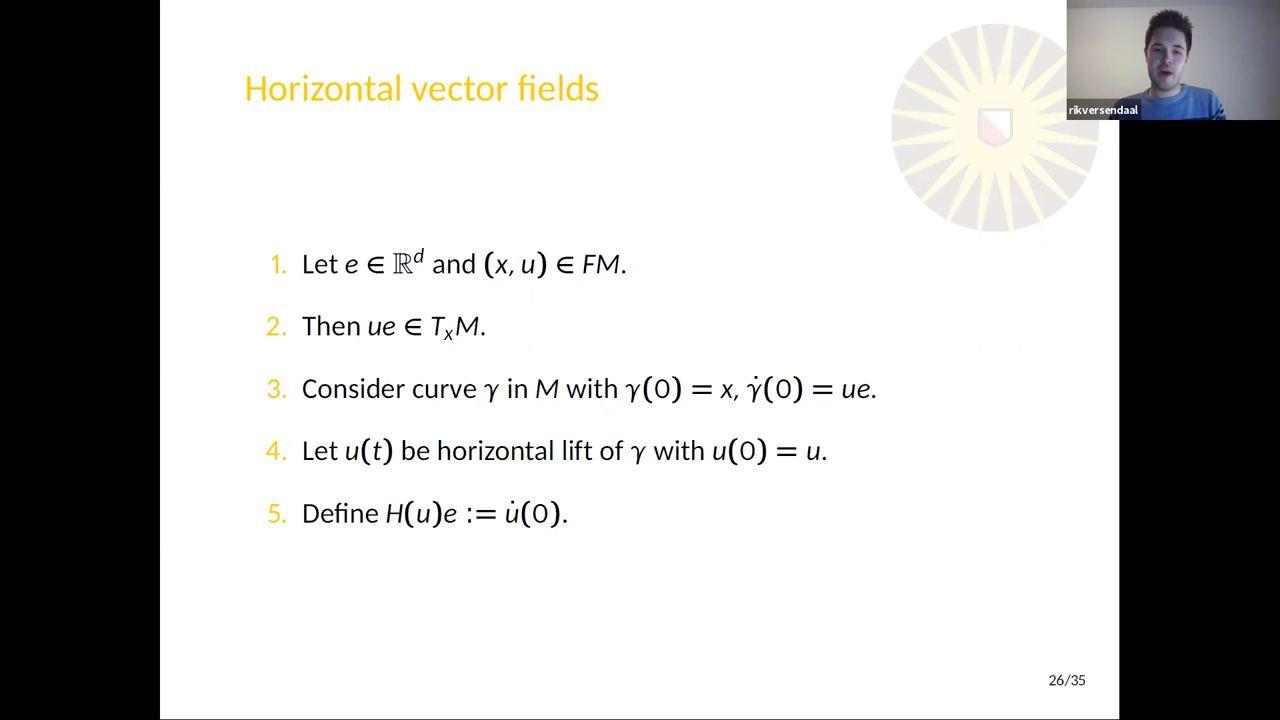 Horizontal vector fields
rikversendaal
1. Let e ∈ ℝᵈ and (x, u) ∈ FM.
2. Then ue ∈ TₓM.
3. Consider curve γ in M with γ(0) = x, γ̇(0) = ue.
4. Let u(t) be horizontal lift of γ with u(0) = u.
5. Define H(u)e := u̇(0).
26/35